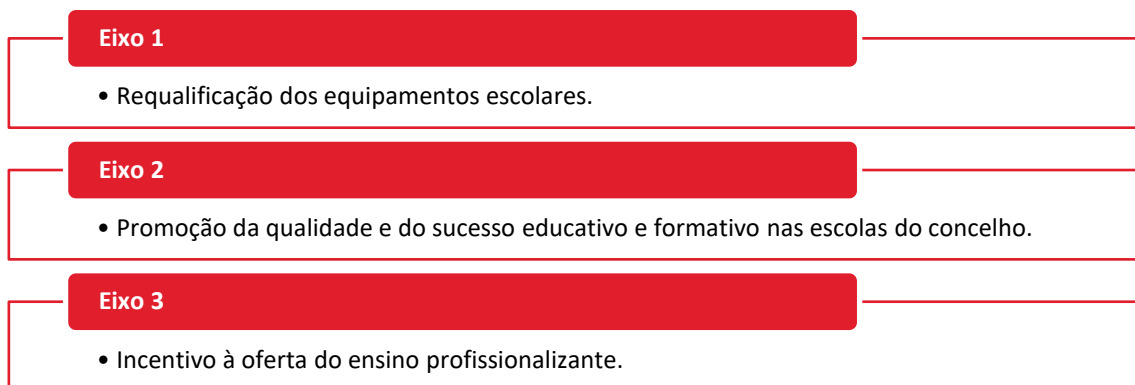 Eixo 1
• Requalificação dos equipamentos escolares.
Eixo 2
• Promoção da qualidade e do sucesso educativo e formativo nas escolas do concelho.
Eixo 3
• Incentivo à oferta do ensino profissionalizante.